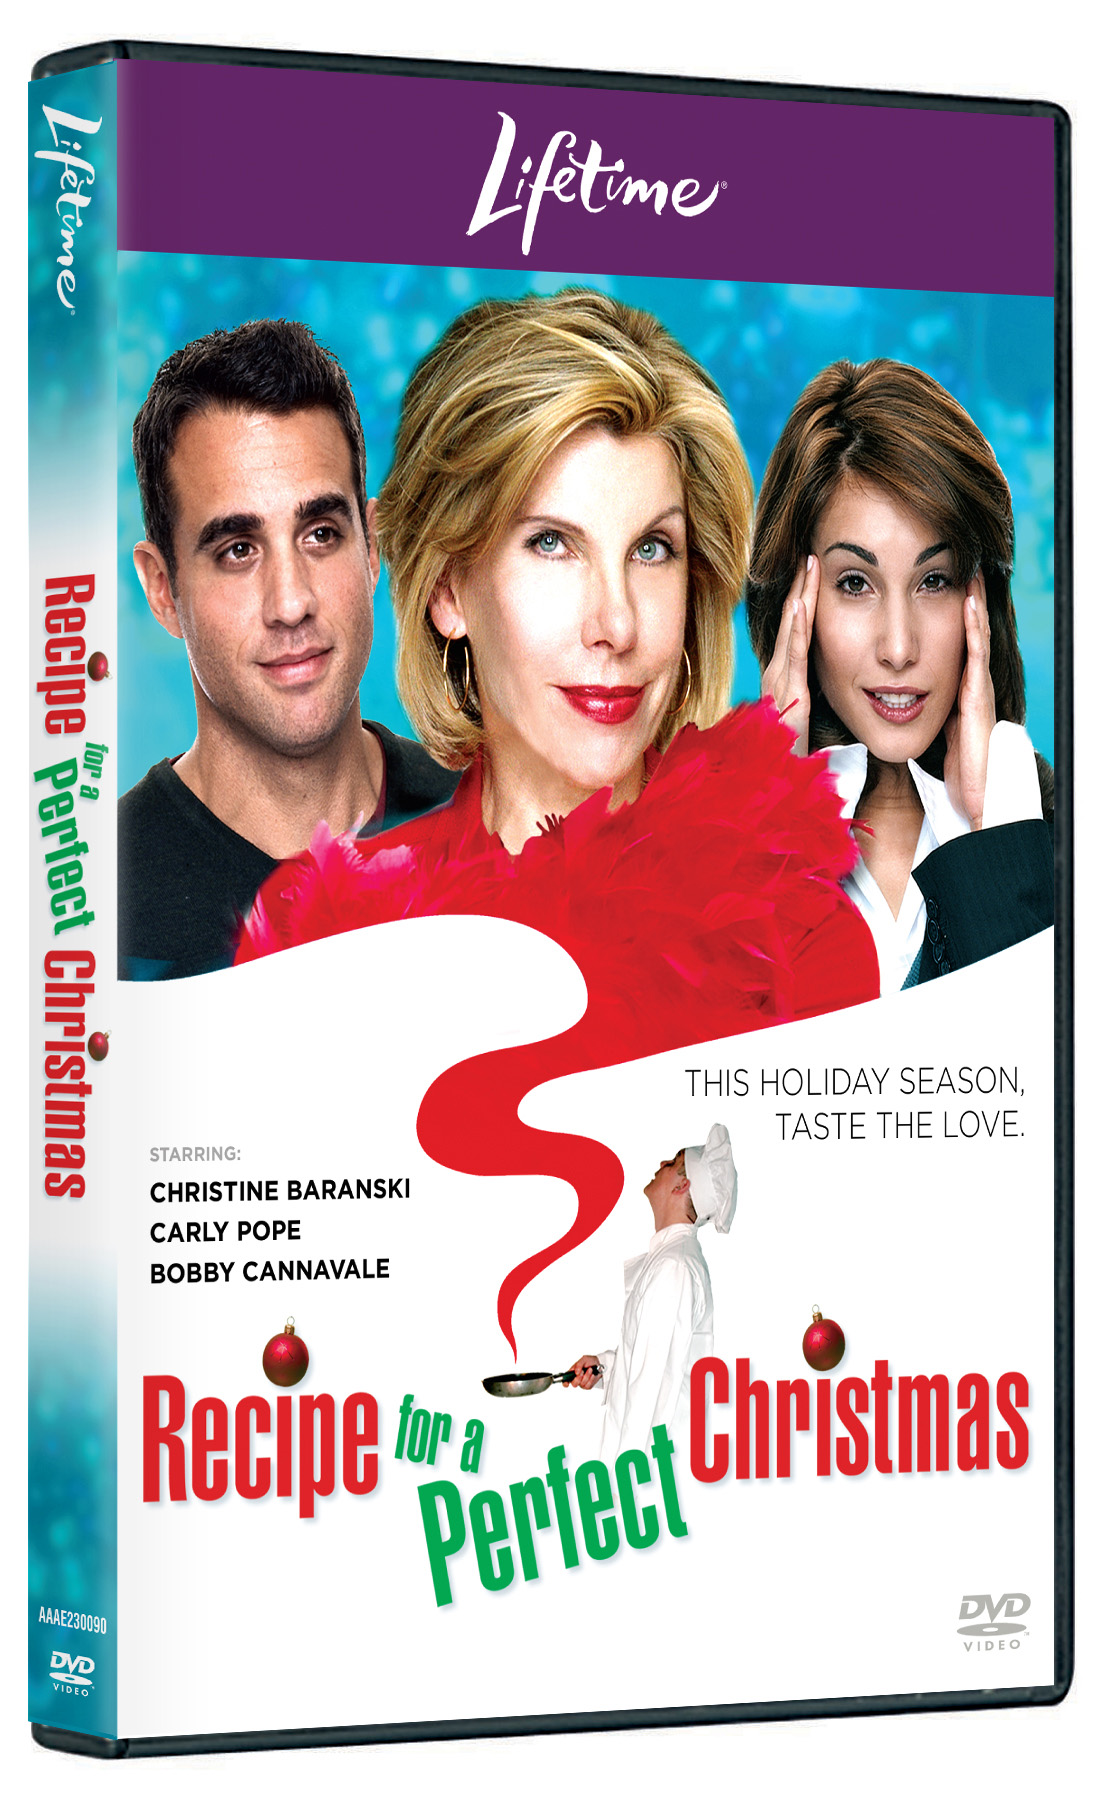 Lifetime®
Recipe for a Perfect Christmas
AAAE230090
DVD
VIDEO
Lifetime®
THIS HOLIDAY SEASON,
TASTE THE LOVE.
STARRING:
CHRISTINE BARANSKI
CARLY POPE
BOBBY CANNAVALE
Recipe for a Perfect Christmas
DVD™
VIDEO